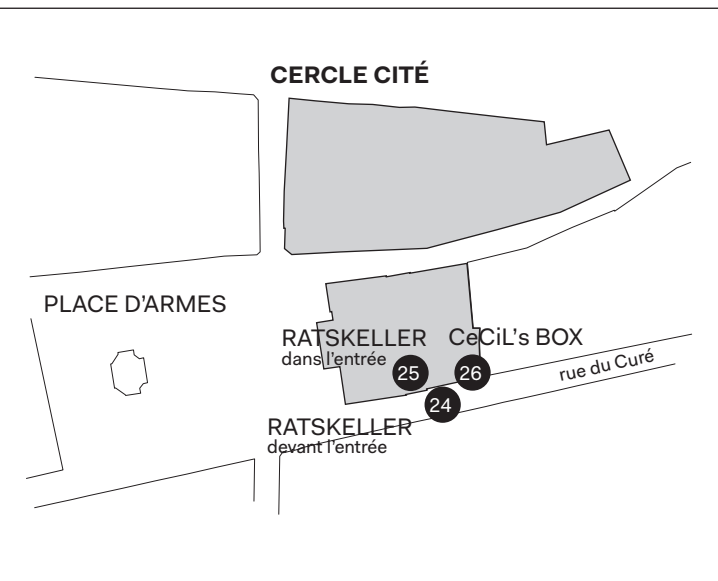 CERCLE CITÉ
PLACE D'ARMES
RATSKELLER
dans l'entrée
CeCiL's BOX
25
26
rue du Curé
24
RATSKELLER
devant l'entrée